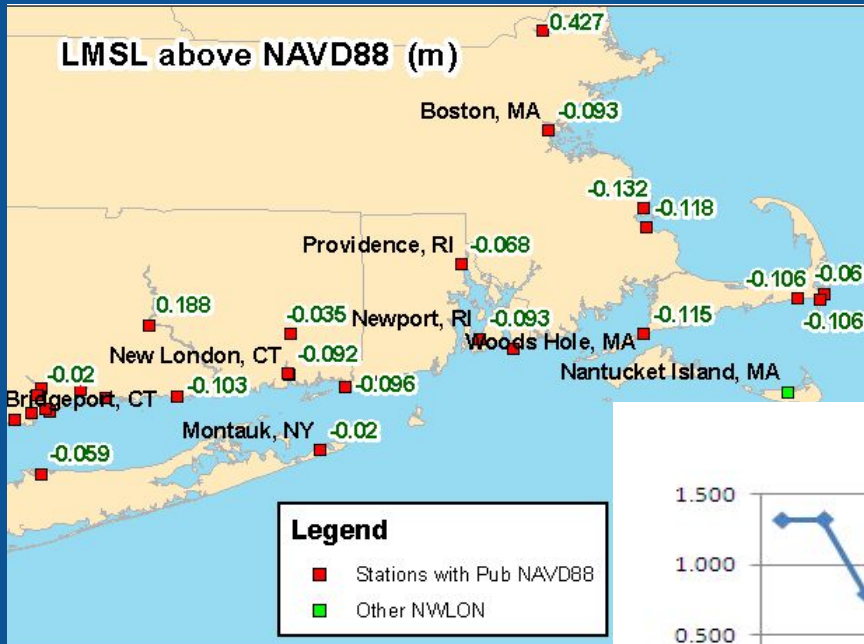 0.427
LMSL above NAVD88 (m)
Boston, MA -0.093
-0.132
-0.118
Providence, RI -0.068
0.188
-0.035
-0.106 -0.06
Newport, RI -0.093
-0.115
-0.106
Woods Hole, MA
New London, CT -0.092
Nantucket Island, MA
-0.02
-0.096
Bridgeport, CT -0.103
Montauk, NY -0.02
-0.059
Legend
Stations with Pub NAVD88
Other NWLON
1.500
1.000
0.500